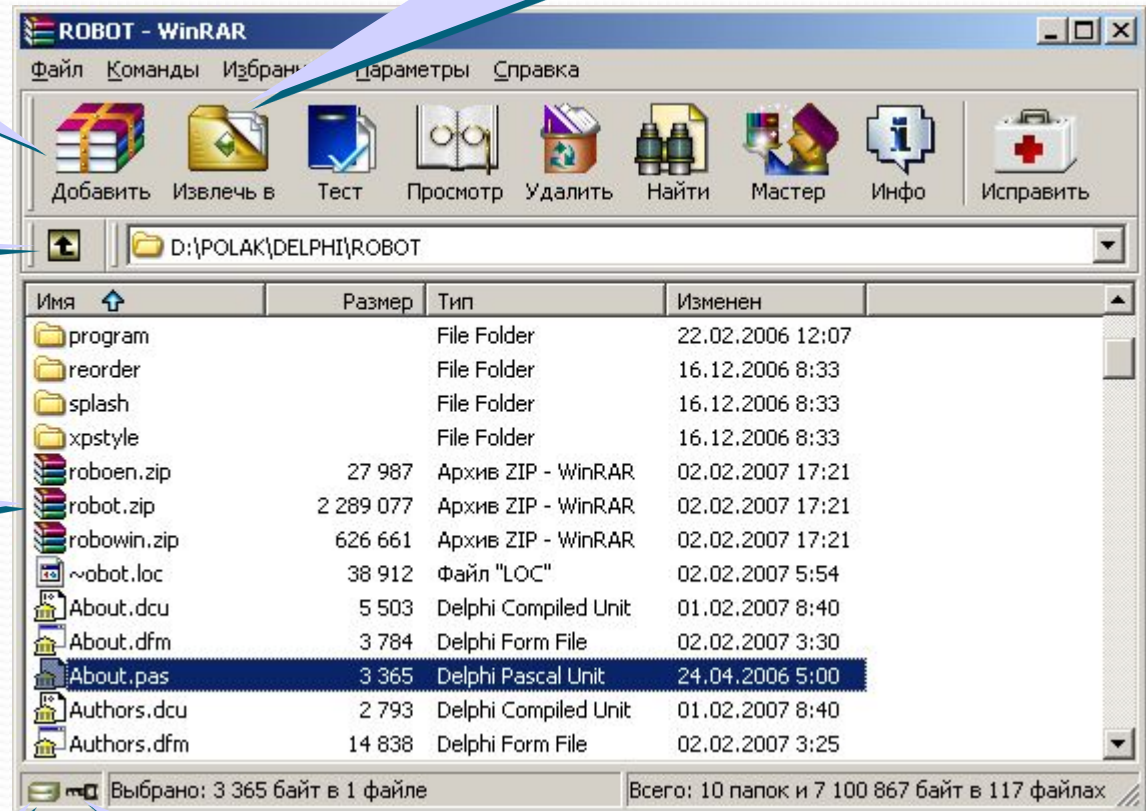 ROBOT - WinRAR
Файл Команды Избранн Параметры Справка
Добавить Извлечь в Тест Просмотр Удалить Найти Мастер Инфо Исправить
D:\POLAK\DELPHI\ROBOT
Имя Размер Тип Изменен
program File Folder 22.02.2006 12:07
reorder File Folder 16.12.2006 8:33
splash File Folder 16.12.2006 8:33
xpstyle File Folder 16.12.2006 8:33
roboen.zip 27 987 Архив ZIP - WinRAR 02.02.2007 17:21
robot.zip 2 289 077 Архив ZIP - WinRAR 02.02.2007 17:21
robowin.zip 626 661 Архив ZIP - WinRAR 02.02.2007 17:21
~obot.loc 38 912 Файл "LOC" 02.02.2007 5:54
About.dcu 5 503 Delphi Compiled Unit 01.02.2007 8:40
About.dfm 3 784 Delphi Form File 02.02.2007 3:30
About.pas 3 365 Delphi Pascal Unit 24.04.2006 5:00
Authors.dcu 2 793 Delphi Compiled Unit 01.02.2007 8:40
Authors.dfm 14 838 Delphi Form File 02.02.2007 3:25
Выбрано: 3 365 байт в 1 файле Всего: 10 папок и 7 100 867 байт в 117 файлах